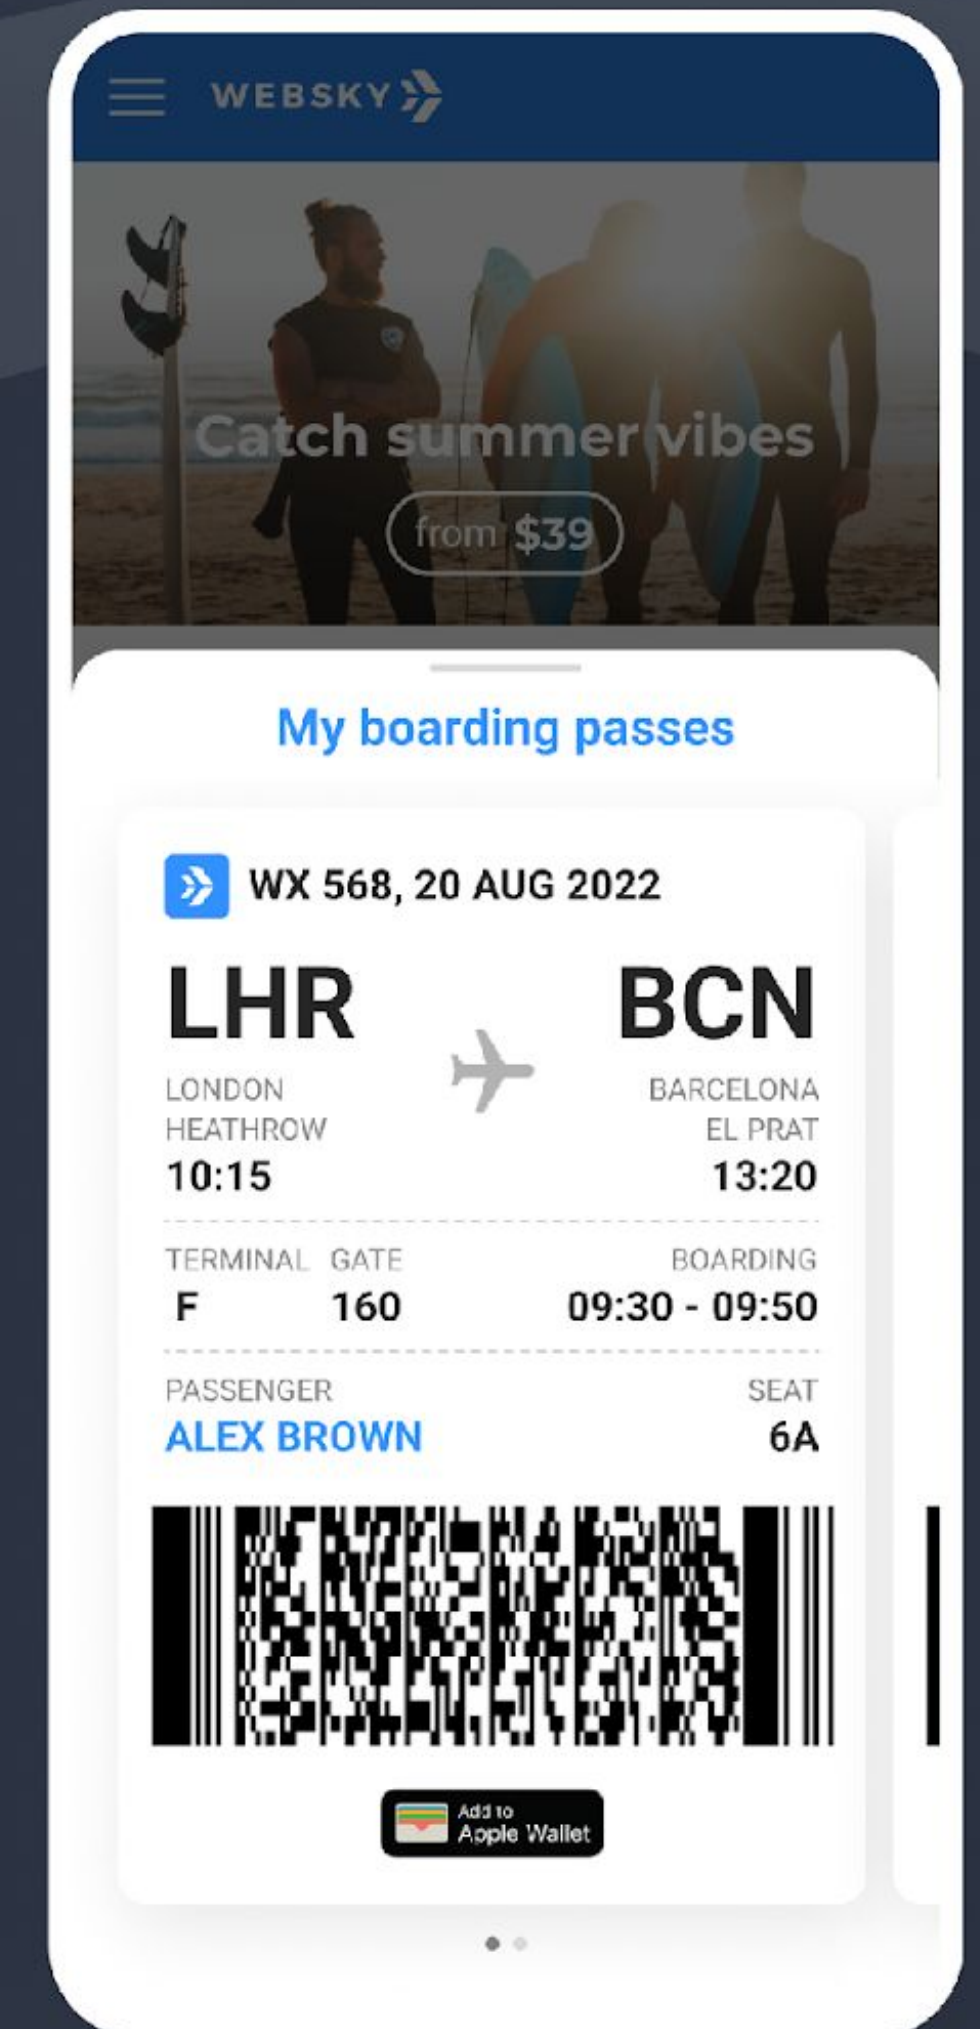 WEBSKY
Catch summer vibes
from $39
My boarding passes
WX 568, 20 AUG 2022
LHR BCN
LONDON BARCELONA
HEATHROW EL PRAT
10:15 13:20
TERMINAL GATE BOARDING
F 160 09:30 - 09:50
PASSENGER SEAT
ALEX BROWN 6A
Add to
Apple Wallet